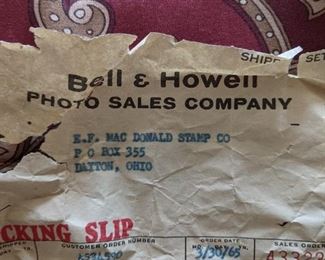 SHIPP SET
Bell & Howell
PHOTO SALES COMPANY
E.F. MAC DONALD STAMP CO
P O BOX 355
DAYTON, OHIO
CKING SLIP
CUSTOMER ORDER NUMBER ORDER DATE SALES ORDER
3/30/65